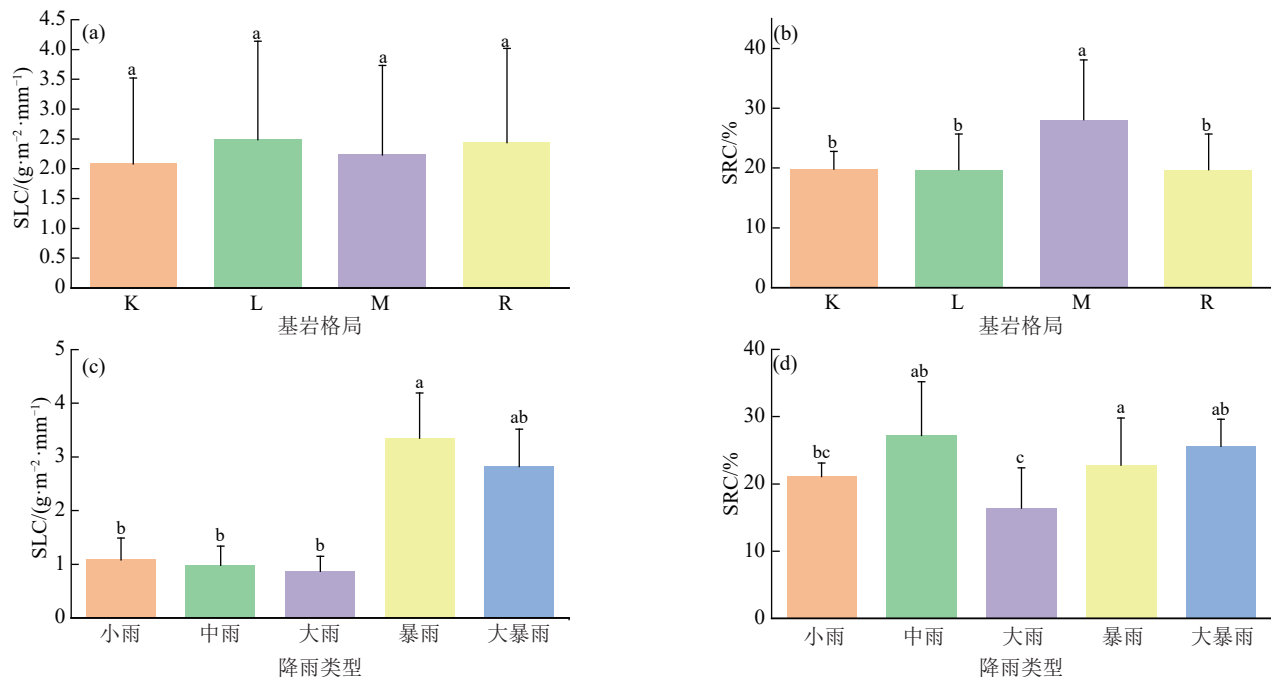 (a)
SLC/(g·m⁻²·mm⁻¹)
4.5
4.0
3.5
3.0
2.5
2.0
1.5
1.0
0.5
0
a
a
a
a
K
L
M
R
基岩格局
(b)
SRC/%
40
30
20
10
0
b
b
a
b
K
L
M
R
基岩格局
(c)
SLC/(g·m⁻²·mm⁻¹)
5
4
3
2
1
0
b
b
b
a
ab
小雨
中雨
大雨
暴雨
大暴雨
降雨类型
(d)
SRC/%
40
30
20
10
0
bc
ab
c
a
ab
小雨
中雨
大雨
暴雨
大暴雨
降雨类型